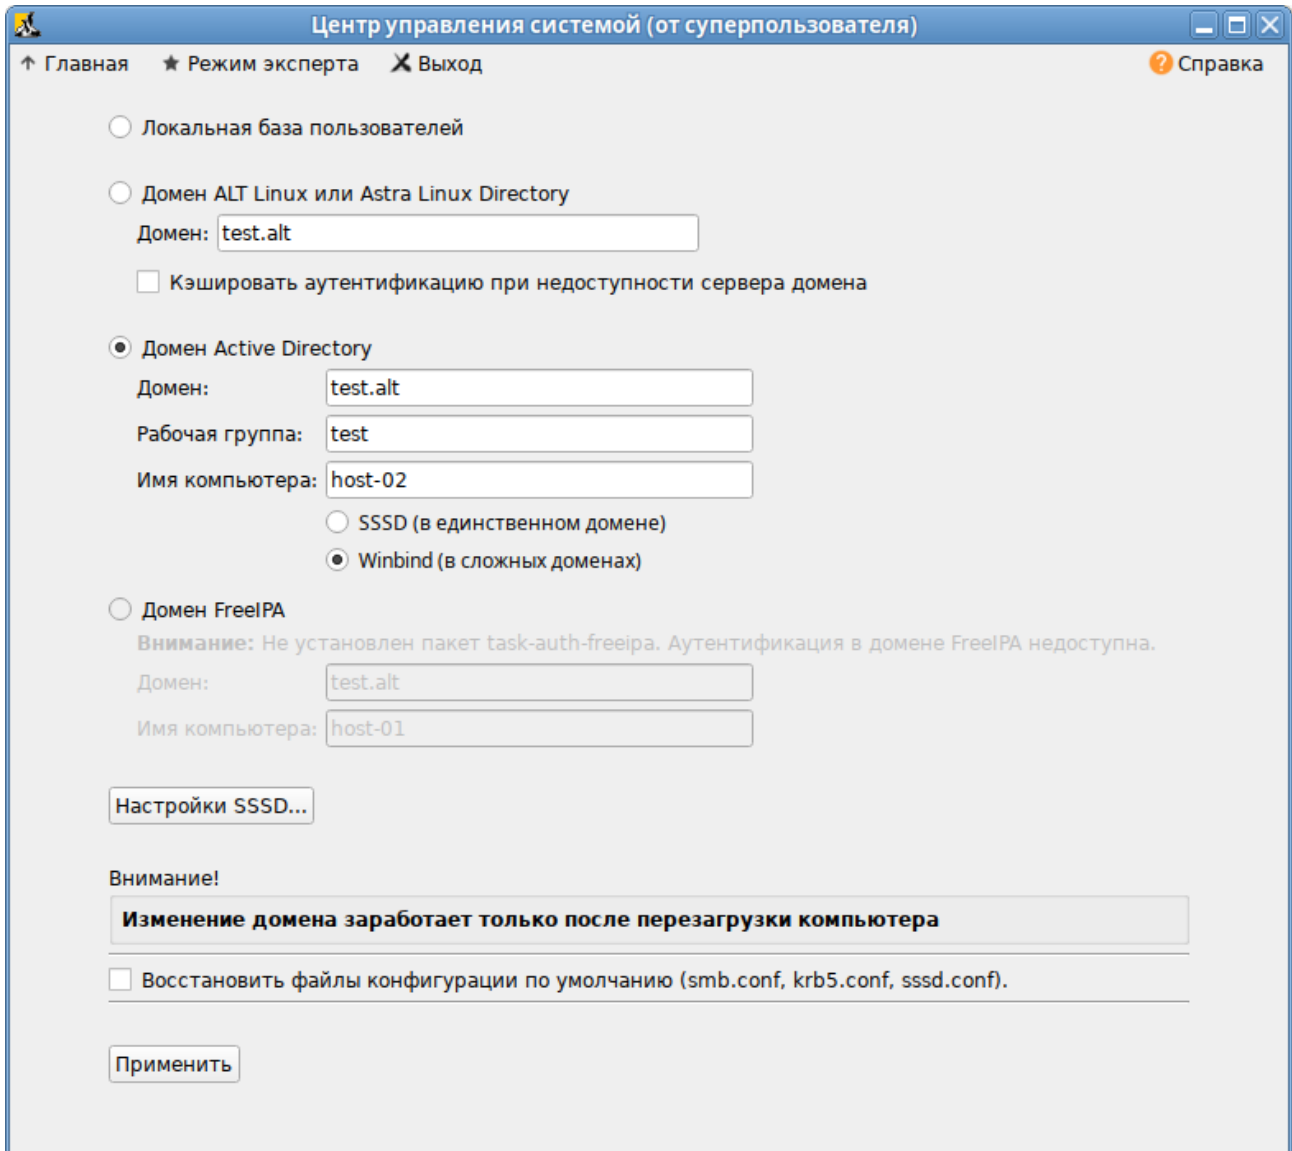 Центр управления системой (от суперпользователя)
Главная Режим эксперта Выход Справка
Локальная база пользователей
Домен ALT Linux или Astra Linux Directory
Домен: test.alt
Кэшировать аутентификацию при недоступности сервера домена
Домен Active Directory
Домен: test.alt
Рабочая группа: test
Имя компьютера: host-02
SSSD (в единственном домене)
Winbind (в сложных доменах)
Домен FreeIPA
Внимание: Не установлен пакет task-auth-freeipa. Аутентификация в домене FreeIPA недоступна.
Домен: test.alt
Имя компьютера: host-01
Настройки SSSD...
Внимание!
Изменение домена заработает только после перезагрузки компьютера
Восстановить файлы конфигурации по умолчанию (smb.conf, krb5.conf, sssd.conf).
Применить